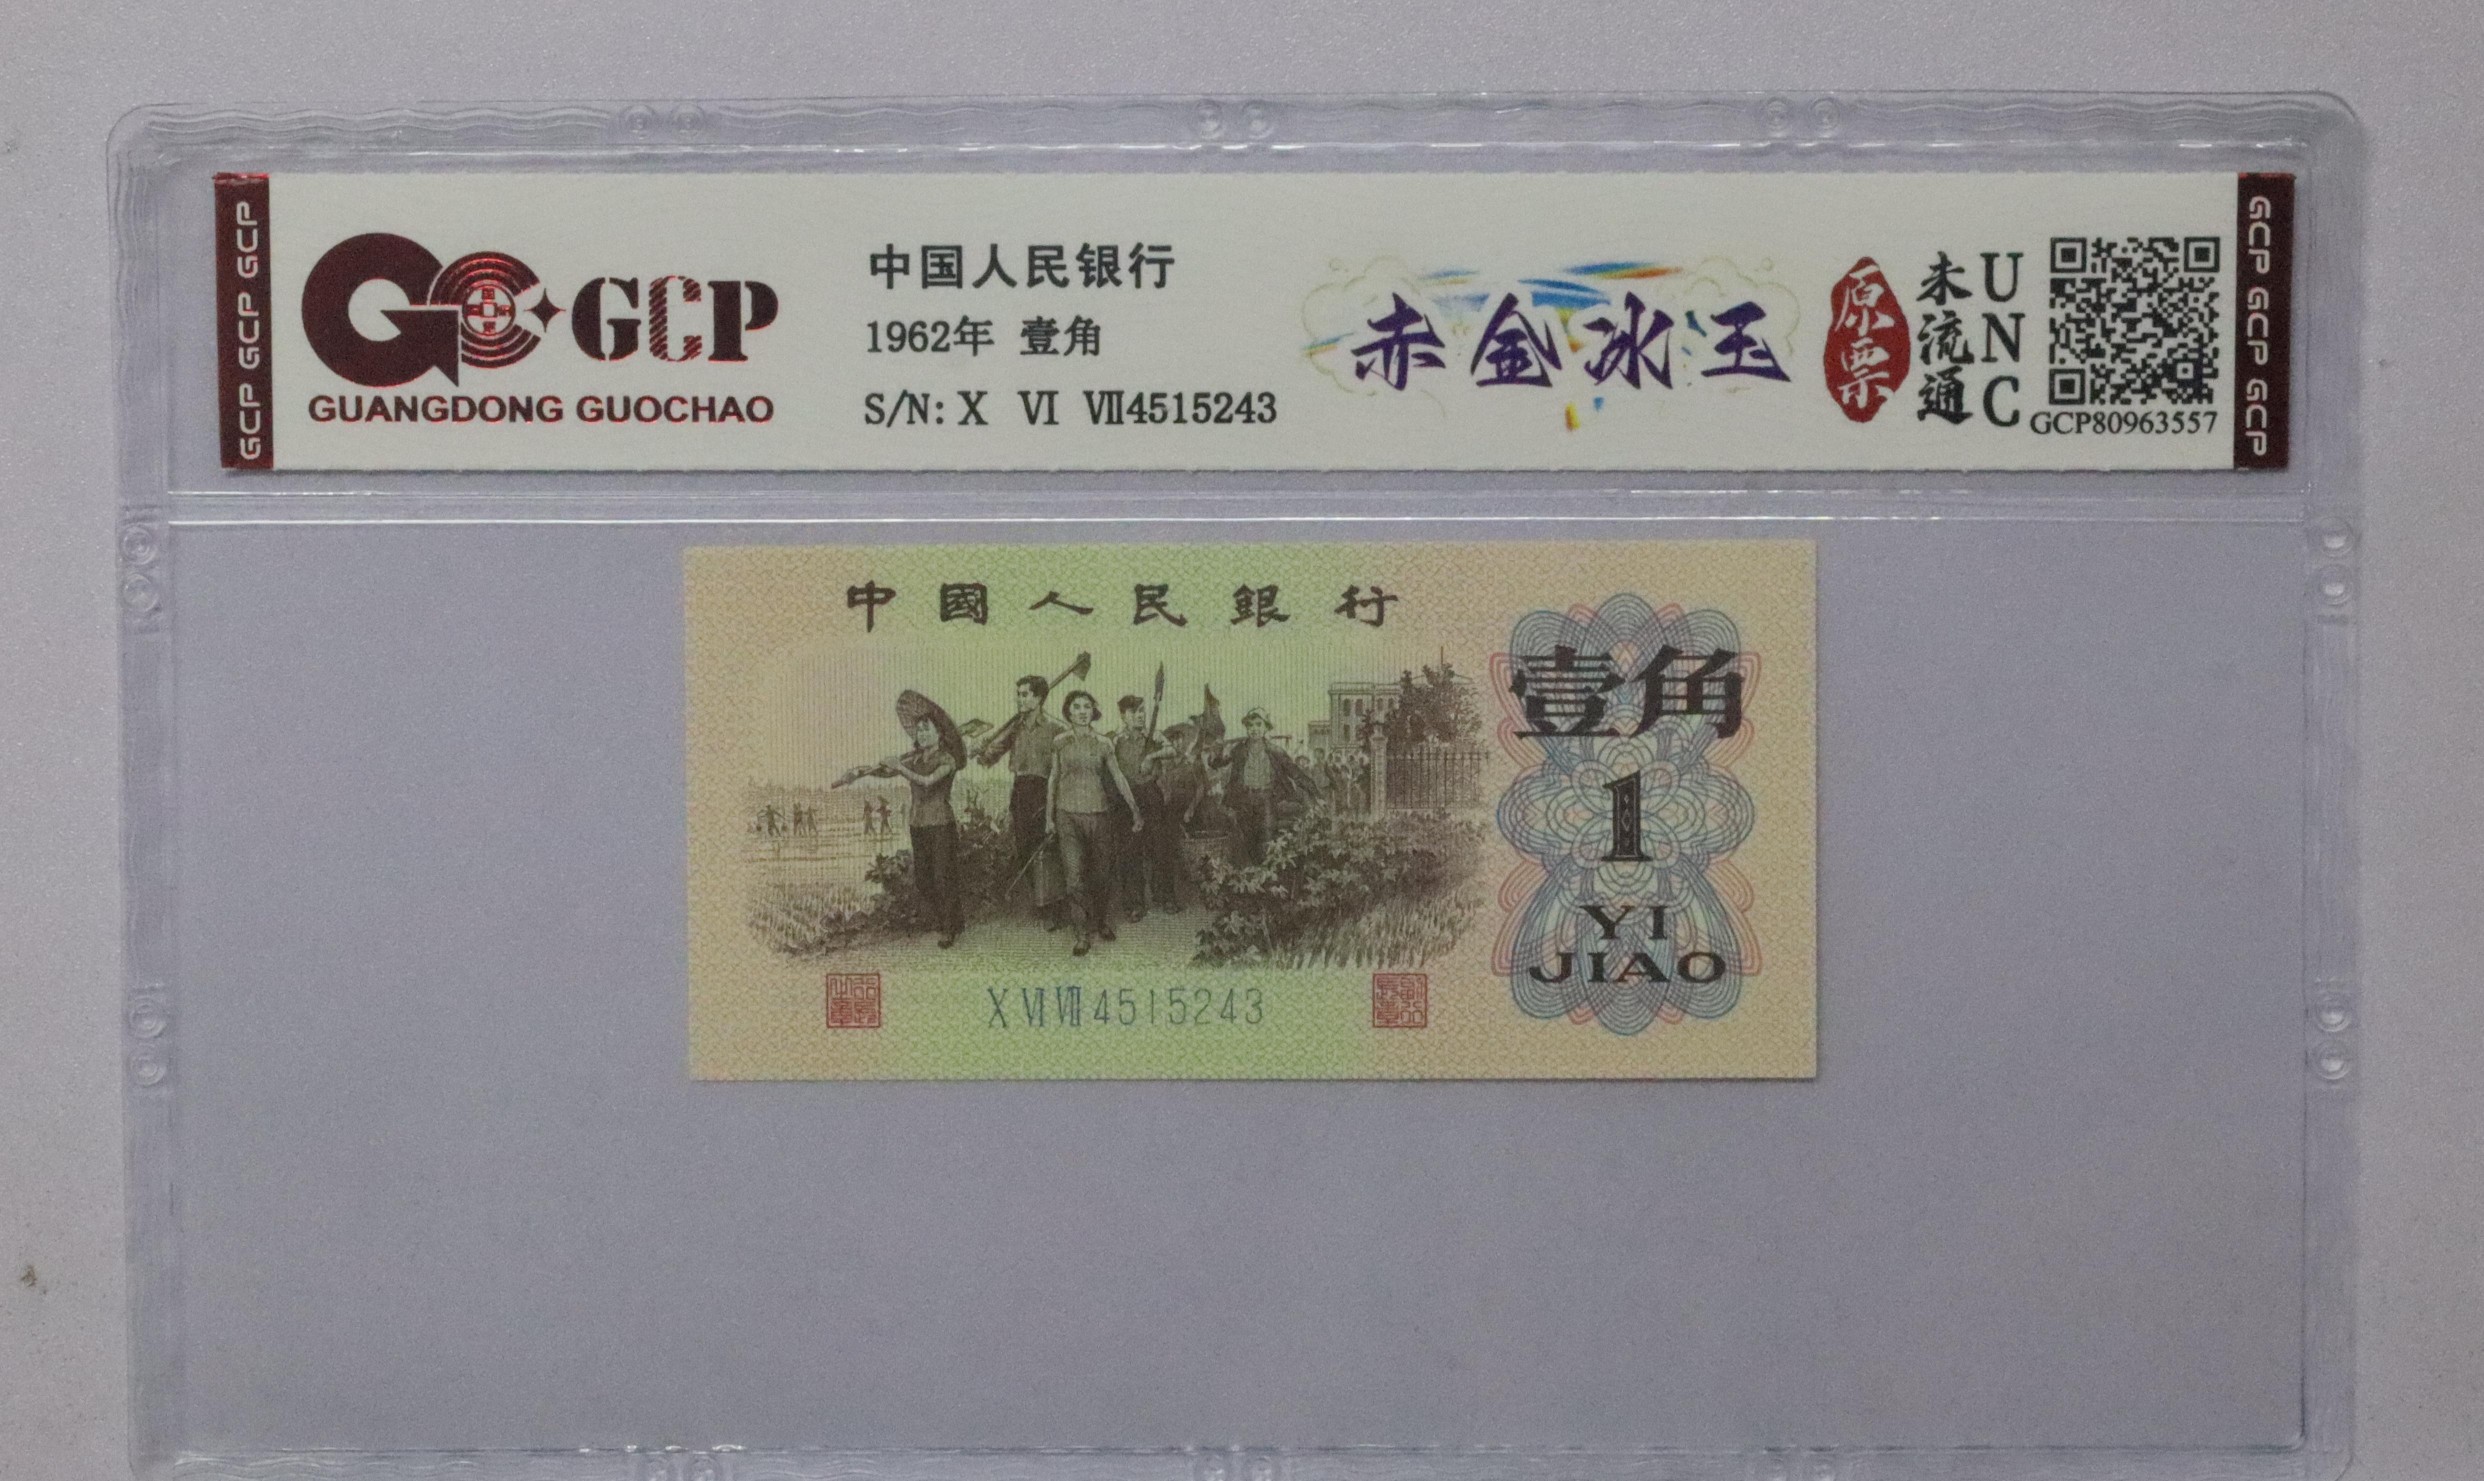 GCP GCP GCP
GCP
GUANGDONG GUOCHAO
中国人民银行
1962年 壹角
S/N: X VI VII4515243
赤金冰玉
原票
未流通
UNC
GCP80963557
GCP GCP GCP
中國人民銀行
壹角
1
YI
JIAO
X VI VII 4515243